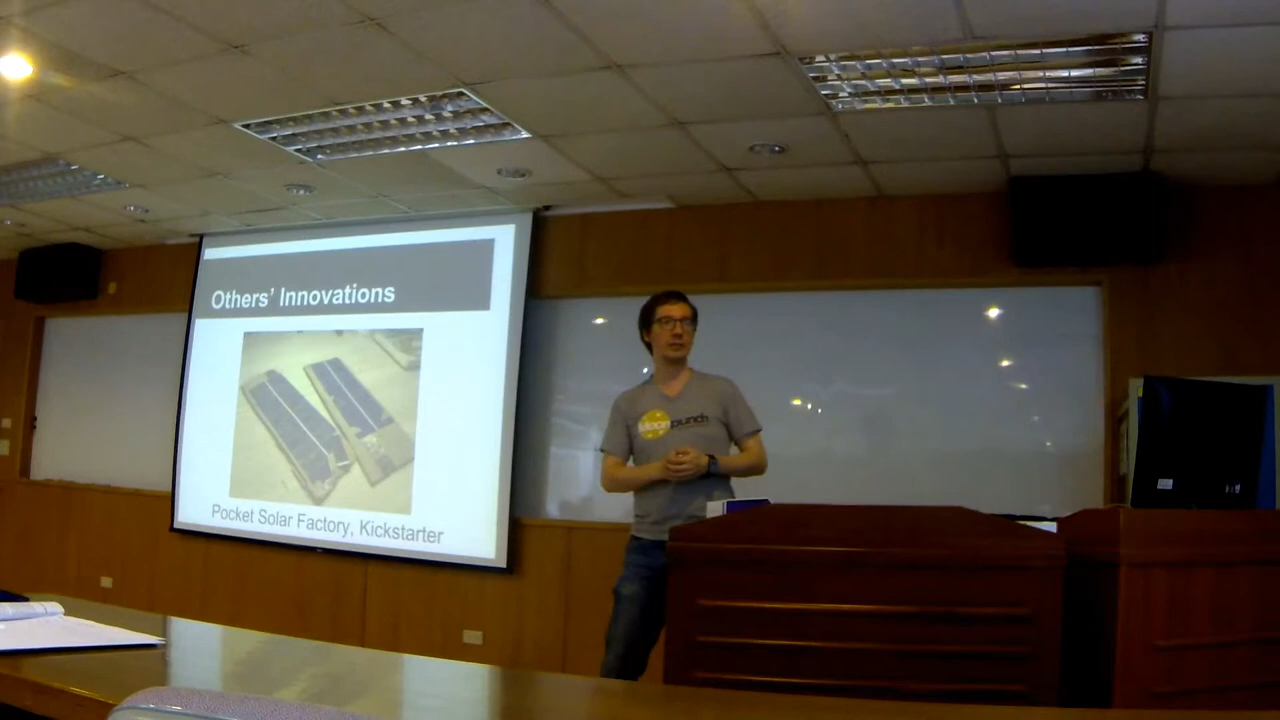 Others' Innovations
Pocket Solar Factory, Kickstarter
Moonpunch